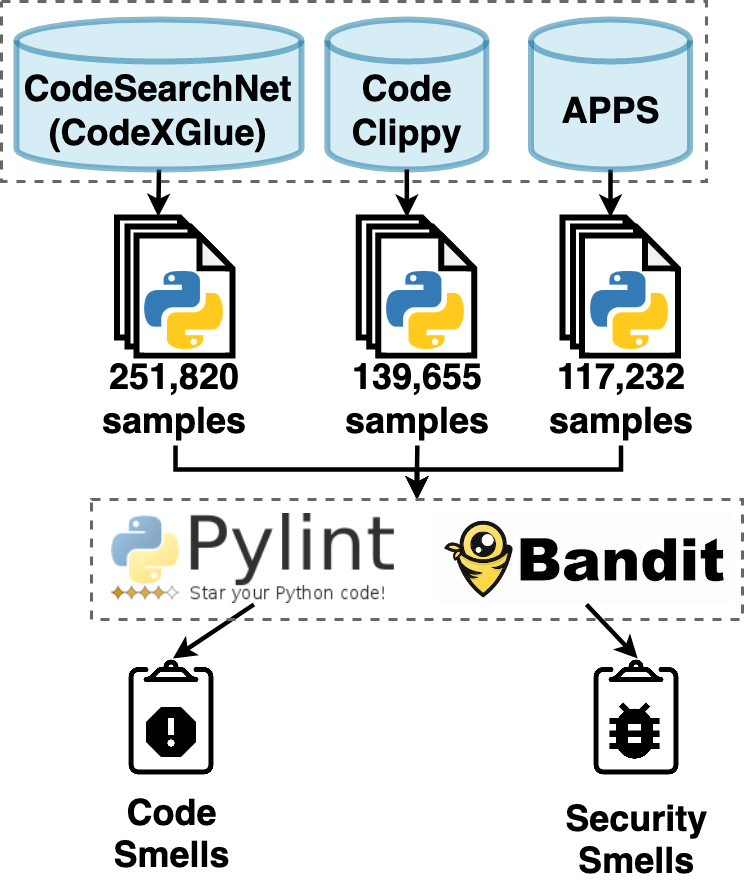 CodeSearchNet
(CodeXGlue)
Code
Clippy
APPS
251,820
samples
139,655
samples
117,232
samples
Pylint
Star your Python code!
Bandit
Code
Smells
Security
Smells